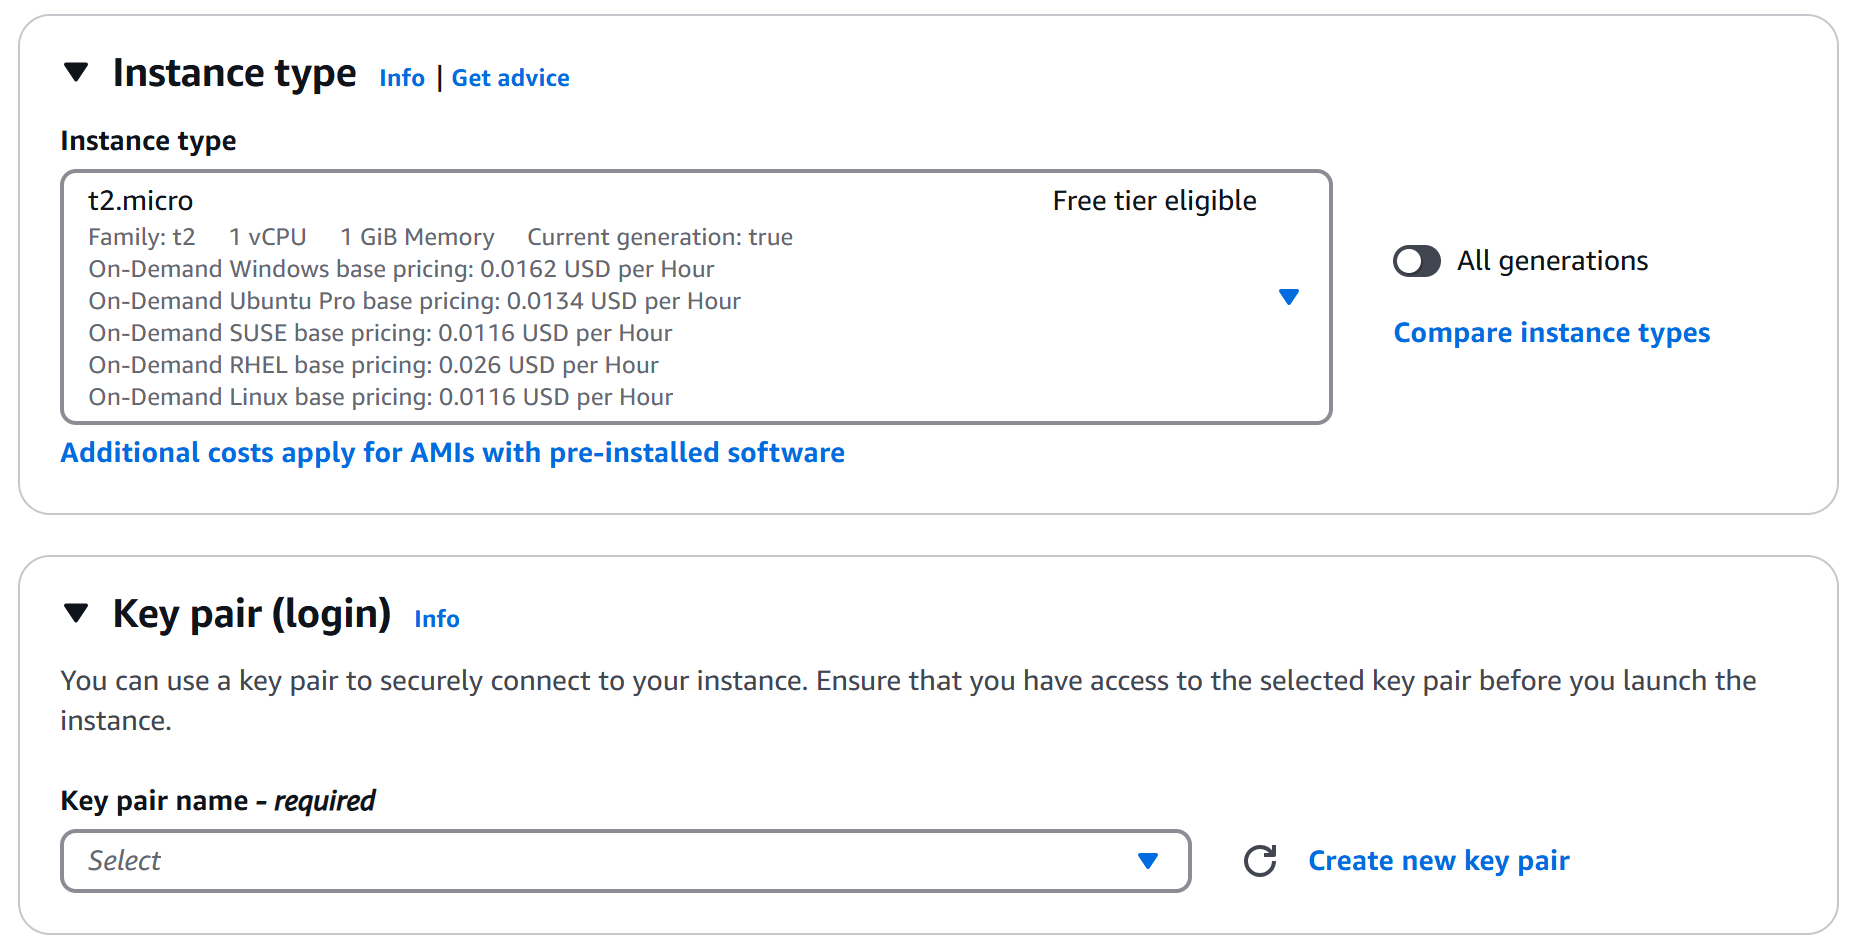 Instance type Info | Get advice
Instance type
t2.micro Free tier eligible
Family: t2 1 vCPU 1 GiB Memory Current generation: true
On-Demand Windows base pricing: 0.0162 USD per Hour
On-Demand Ubuntu Pro base pricing: 0.0134 USD per Hour
On-Demand SUSE base pricing: 0.0116 USD per Hour
On-Demand RHEL base pricing: 0.026 USD per Hour
On-Demand Linux base pricing: 0.0116 USD per Hour
All generations
Compare instance types
Additional costs apply for AMIs with pre-installed software
Key pair (login) Info
You can use a key pair to securely connect to your instance. Ensure that you have access to the selected key pair before you launch the
instance.
Key pair name - required
Select
Create new key pair